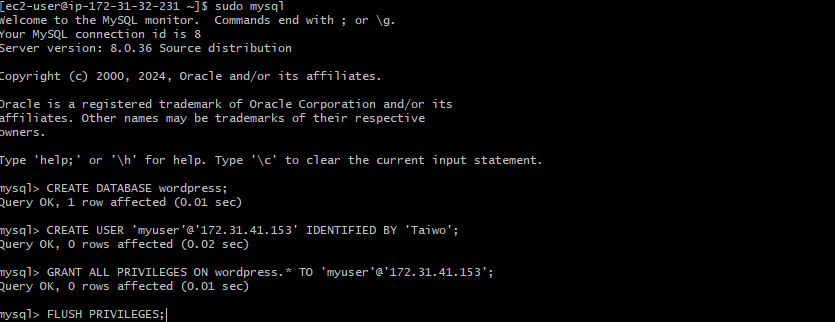 [ec2-user@ip-172-31-32-231 ~]$ sudo mysql
Welcome to the MySQL monitor.  Commands end with ; or \g.
Your MySQL connection id is 8
Server version: 8.0.36 Source distribution

Copyright (c) 2000, 2024, Oracle and/or its affiliates.

Oracle is a registered trademark of Oracle Corporation and/or its
affiliates. Other names may be trademarks of their respective
owners.

Type 'help;' or '\h' for help. Type '\c' to clear the current input statement.

mysql> CREATE DATABASE wordpress;
Query OK, 1 row affected (0.01 sec)

mysql> CREATE USER 'myuser'@'172.31.41.153' IDENTIFIED BY 'Taiwo';
Query OK, 0 rows affected (0.02 sec)

mysql> GRANT ALL PRIVILEGES ON wordpress.* TO 'myuser'@'172.31.41.153';
Query OK, 0 rows affected (0.01 sec)

mysql> FLUSH PRIVILEGES;